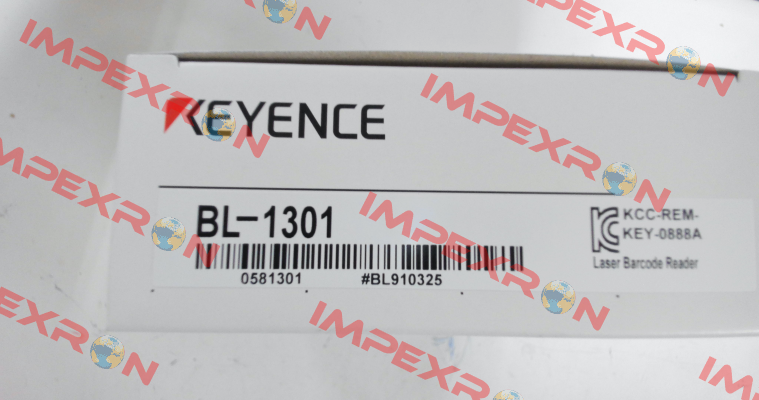 KEYENCE
BL-1301
KCC-REM-
KEY-0888A
0581301 #BL910325
Laser Barcode Reader
IMPEXRON
IMPEXRON
IMPEXRON
IMPEXRON
IMPEXRON
IMPEXRON
IMPEXRON
IMPEXRON